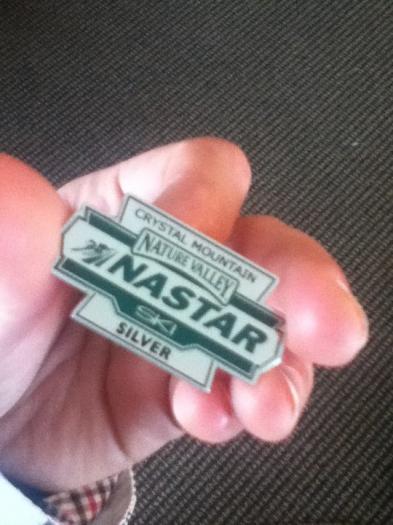 CRYSTAL MOUNTAIN
NATURE VALLEY
NASTAR
SKI
SILVER